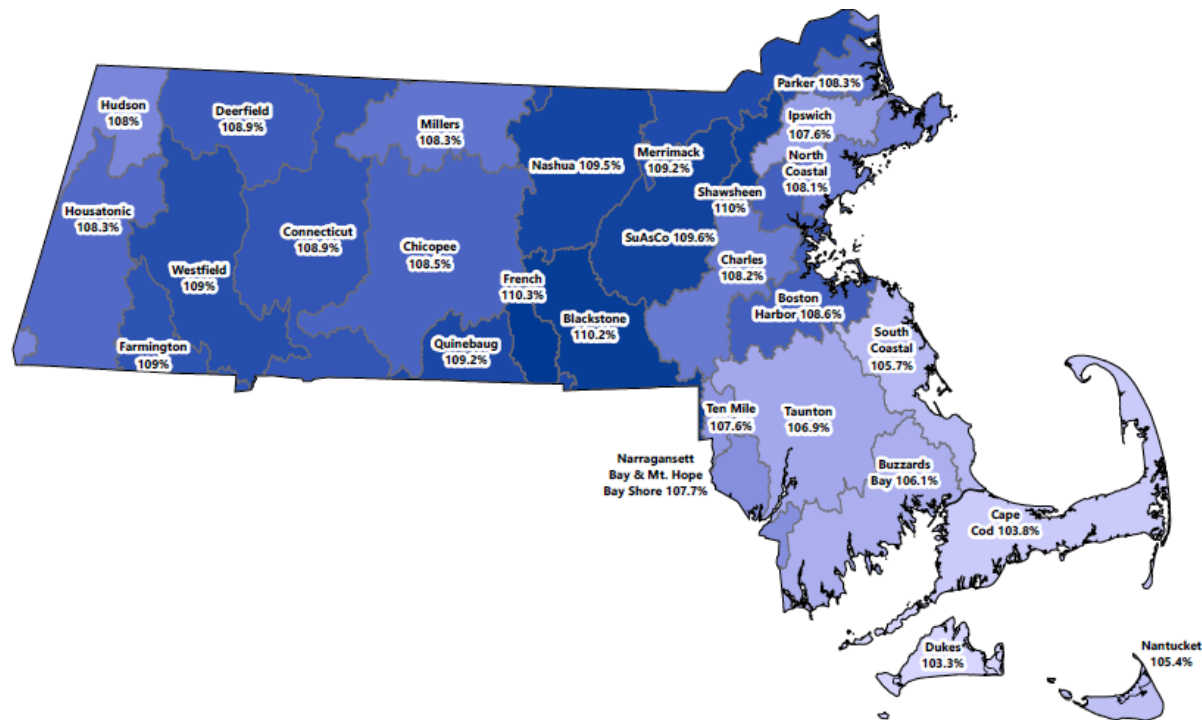 Hudson
108%
Deerfield
108.9%
Millers
108.3%
Parker 108.3%
Ipswich
107.6%
Nashua 109.5%
Merrimack
109.2%
North
Coastal
108.1%
Shawsheen
110%
Housatonic
108.3%
Connecticut
108.9%
Chicopee
108.5%
SuAsCo 109.6%
Charles
108.2%
Westfield
109%
French
110.3%
Blackstone
110.2%
Boston
Harbor 108.6%
Farmington
109%
Quinebaug
109.2%
South
Coastal
105.7%
Ten Mile
107.6%
Taunton
106.9%
Narragansett
Bay & Mt. Hope
Bay Shore 107.7%
Buzzards
Bay 106.1%
Cape
Cod 103.8%
Dukes
103.3%
Nantucket
105.4%